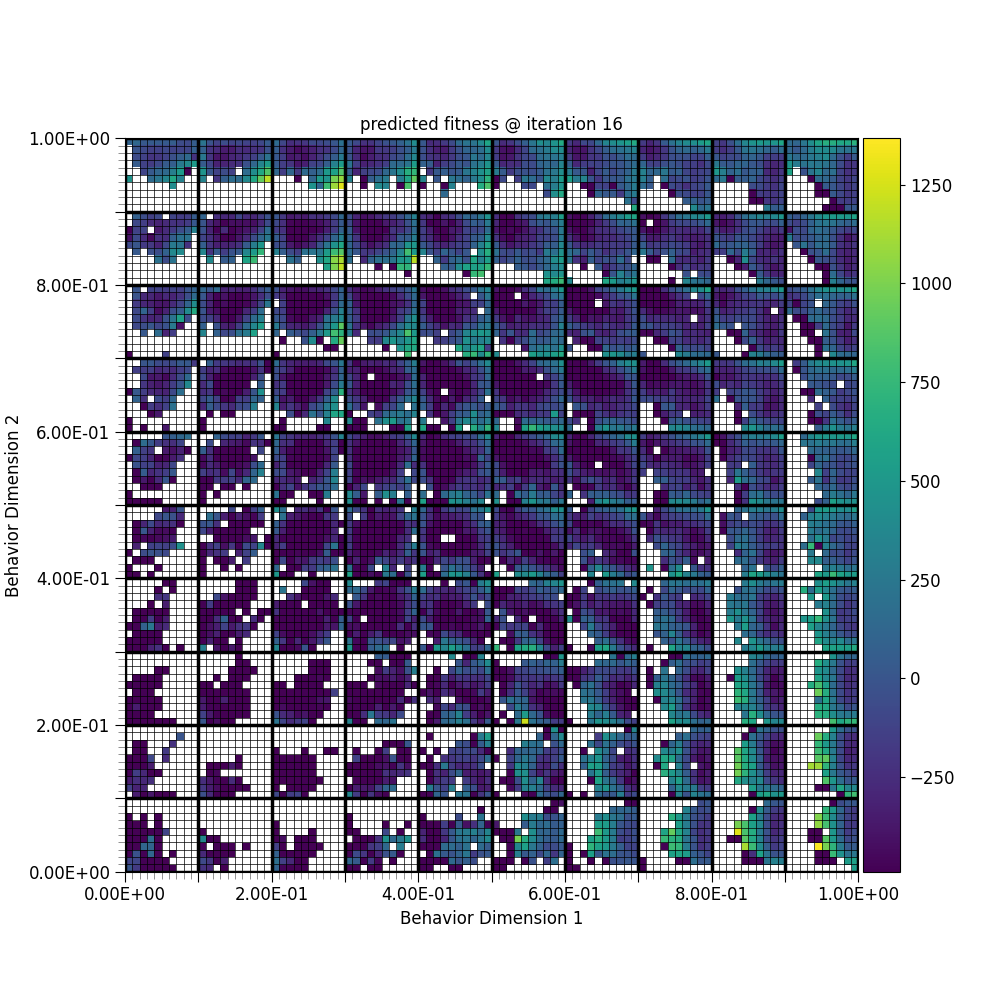 predicted fitness @ iteration 16
1.00E+00
8.00E-01
6.00E-01
4.00E-01
2.00E-01
0.00E+00
0.00E+00 2.00E-01 4.00E-01 6.00E-01 8.00E-01 1.00E+00
Behavior Dimension 1
Behavior Dimension 2
1250
1000
750
500
250
0
−250